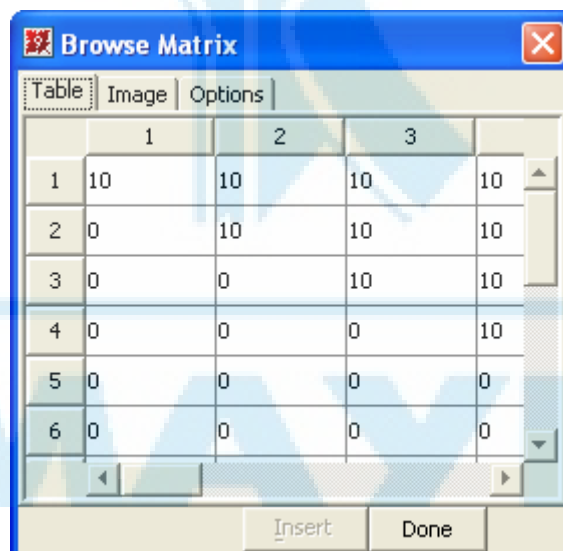 Browse Matrix
Table Image Options
1 2 3
1 10 10 10 10
2 0 10 10 10
3 0 0 10 10
4 0 0 0 10
5 0 0 0 0
6 0 0 0 0
Insert Done